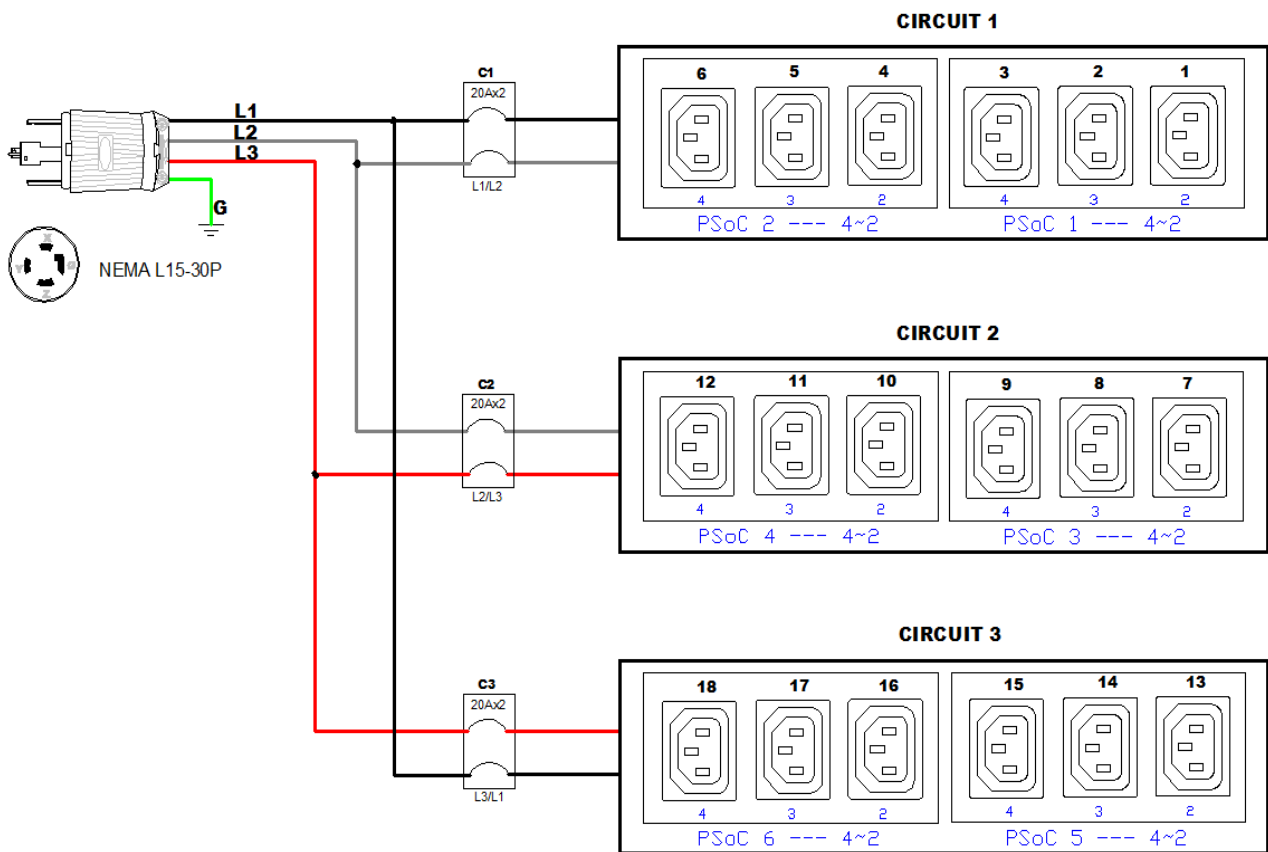 CIRCUIT 1
C1
20Ax2
L1/L2
L1
L2
L3
G
X
Y
G
Z
NEMA L15-30P
6 5 4 3 2 1
4 3 2 4 3 2
PSoC 2 --- 4~2 PSoC 1 --- 4~2
CIRCUIT 2
C2
20Ax2
L2/L3
12 11 10 9 8 7
4 3 2 4 3 2
PSoC 4 --- 4~2 PSoC 3 --- 4~2
CIRCUIT 3
C3
20Ax2
L3/L1
18 17 16 15 14 13
4 3 2 4 3 2
PSoC 6 --- 4~2 PSoC 5 --- 4~2